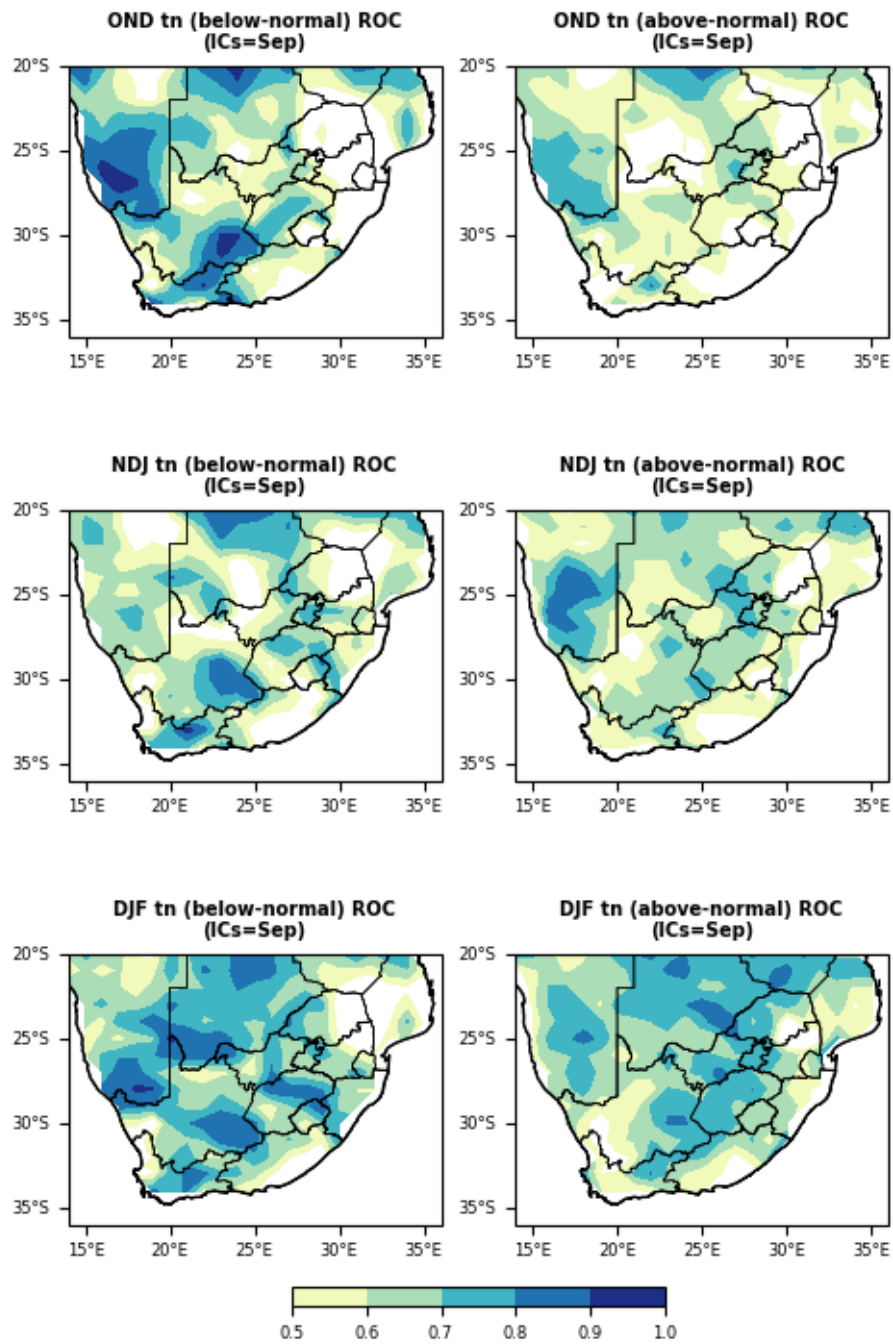 OND tn (below-normal) ROC
(ICs=Sep)
OND tn (above-normal) ROC
(ICs=Sep)
20°S
25°S
30°S
35°S
15°E 20°E 25°E 30°E 35°E
20°S
25°S
30°S
35°S
15°E 20°E 25°E 30°E 35°E
NDJ tn (below-normal) ROC
(ICs=Sep)
NDJ tn (above-normal) ROC
(ICs=Sep)
20°S
25°S
30°S
35°S
15°E 20°E 25°E 30°E 35°E
20°S
25°S
30°S
35°S
15°E 20°E 25°E 30°E 35°E
DJF tn (below-normal) ROC
(ICs=Sep)
DJF tn (above-normal) ROC
(ICs=Sep)
20°S
25°S
30°S
35°S
15°E 20°E 25°E 30°E 35°E
20°S
25°S
30°S
35°S
15°E 20°E 25°E 30°E 35°E
0.5 0.6 0.7 0.8 0.9 1.0